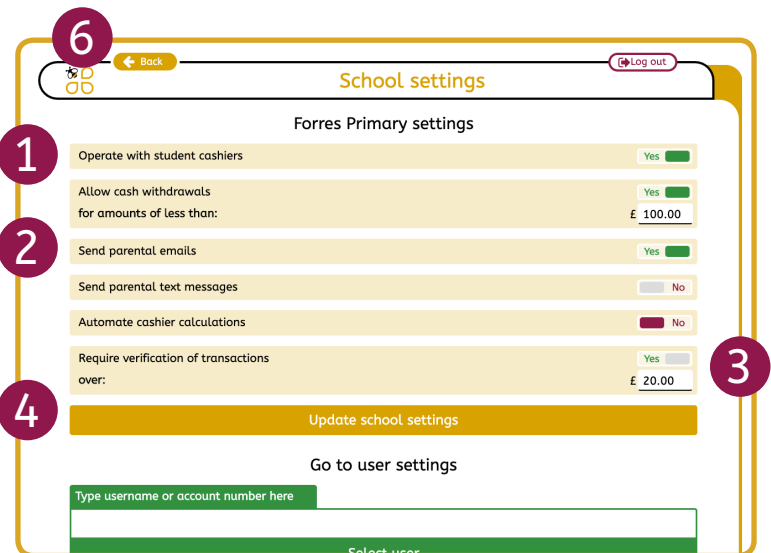 6
Back
Log out
School settings
Forres Primary settings
1
Operate with student cashiers Yes
Allow cash withdrawals Yes
for amounts of less than: £ 100.00
2
Send parental emails Yes
Send parental text messages No
Automate cashier calculations No
Require verification of transactions Yes
over: £ 20.00
3
4
Update school settings
Go to user settings
Type username or account number here
Select user